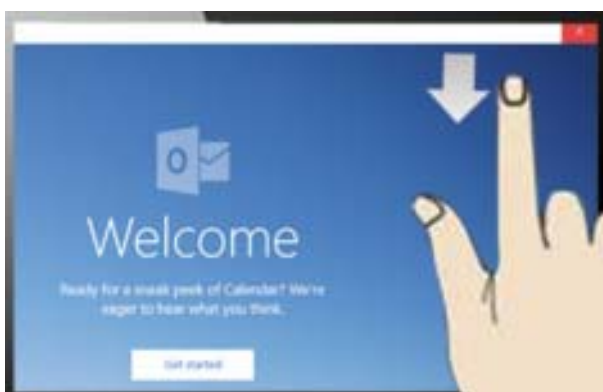 Welcome
Ready for a sneak peek of Calendar? We're
eager to hear what you think.
Get started